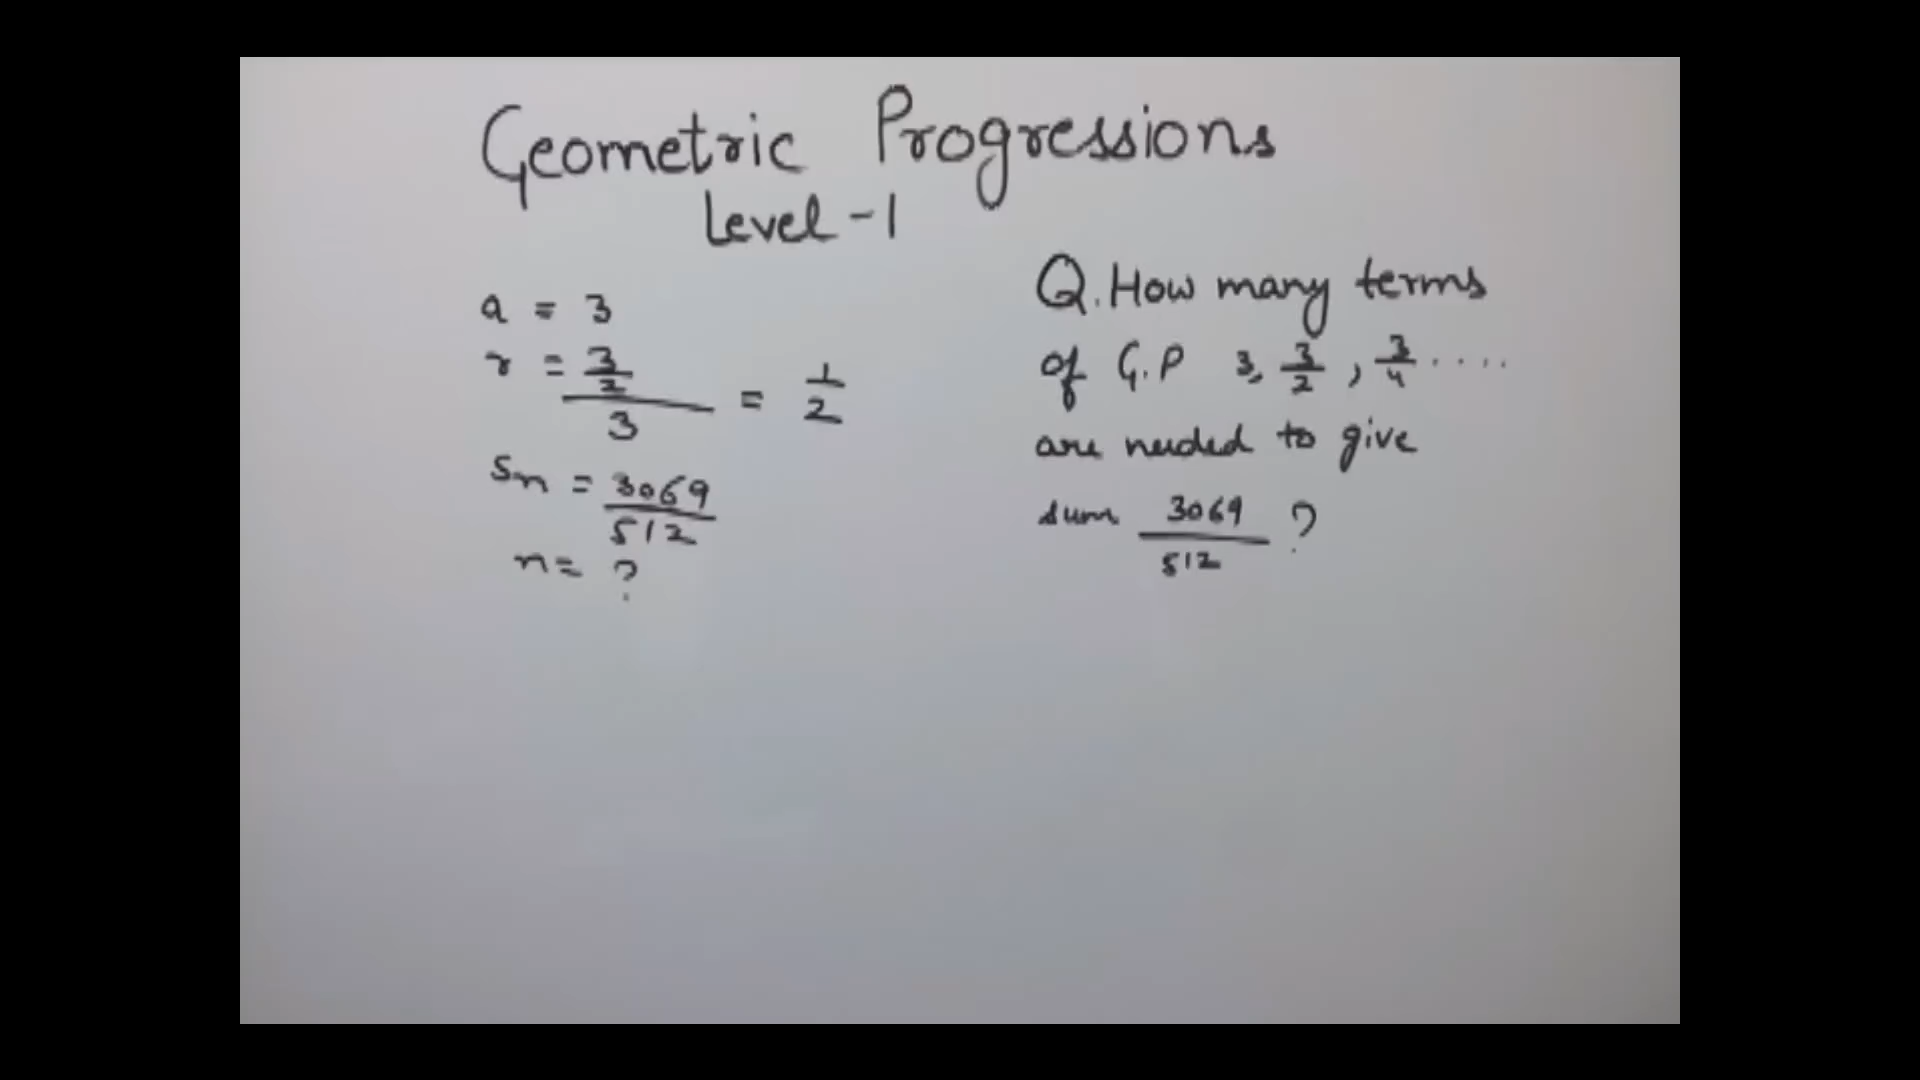 Geometric Progressions
Level-1
a = 3
r = 3/2 / 3 = 1/2
Sn = 3069/512
n = ?
Q. How many terms
of G.P 3, 3/2, 3/4 .....
are needed to give
sum 3069/512 ?